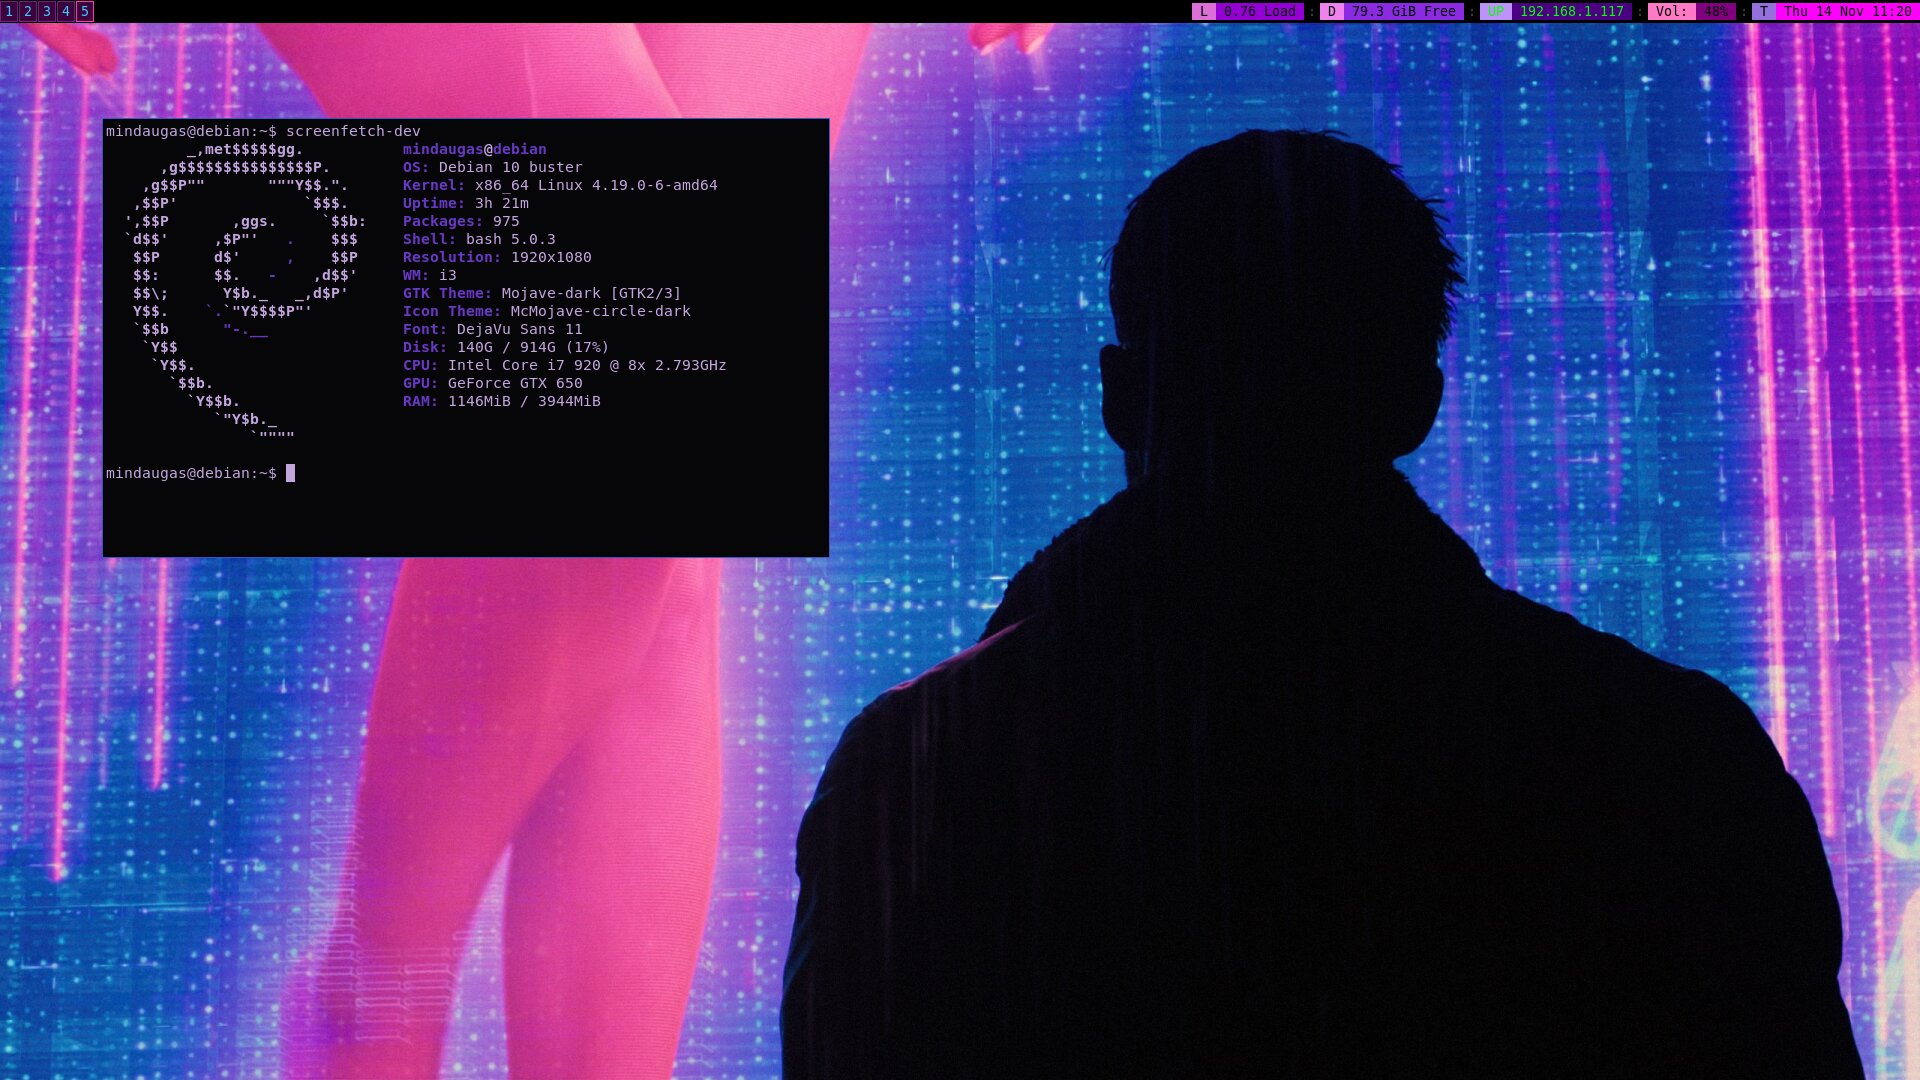 1 2 3 4 5
L 0.76 Load : D 79.3 GiB Free : UP 192.168.1.117 : Vol: 48% : T Thu 14 Nov 11:20
mindaugas@debian:~$ screenfetch-dev
         _,met$$$$$gg.           mindaugas@debian
      ,g$$$$$$$$$$$$$$$P.        OS: Debian 10 buster
    ,g$$P""       """Y$$.".      Kernel: x86_64 Linux 4.19.0-6-amd64
   ,$$P'              `$$$.      Uptime: 3h 21m
  ',$$P       ,ggs.     `$$b:    Packages: 975
  `d$$'     ,$P"'   .    $$$     Shell: bash 5.0.3
   $$P      d$'     ,    $$P     Resolution: 1920x1080
   $$:      $$.   -    ,d$$'     WM: i3
   $$\;      Y$b._   _,d$P'      GTK Theme: Mojave-dark [GTK2/3]
   Y$$.    `.`"Y$$$$P"'          Icon Theme: McMojave-circle-dark
   `$$b      "-.__               Font: DejaVu Sans 11
    `Y$$                         Disk: 140G / 914G (17%)
     `Y$$.                       CPU: Intel Core i7 920 @ 8x 2.793GHz
       `$$b.                     GPU: GeForce GTX 650
         `Y$$b.                  RAM: 1146MiB / 3944MiB
            `"Y$b._
                `""""
mindaugas@debian:~$